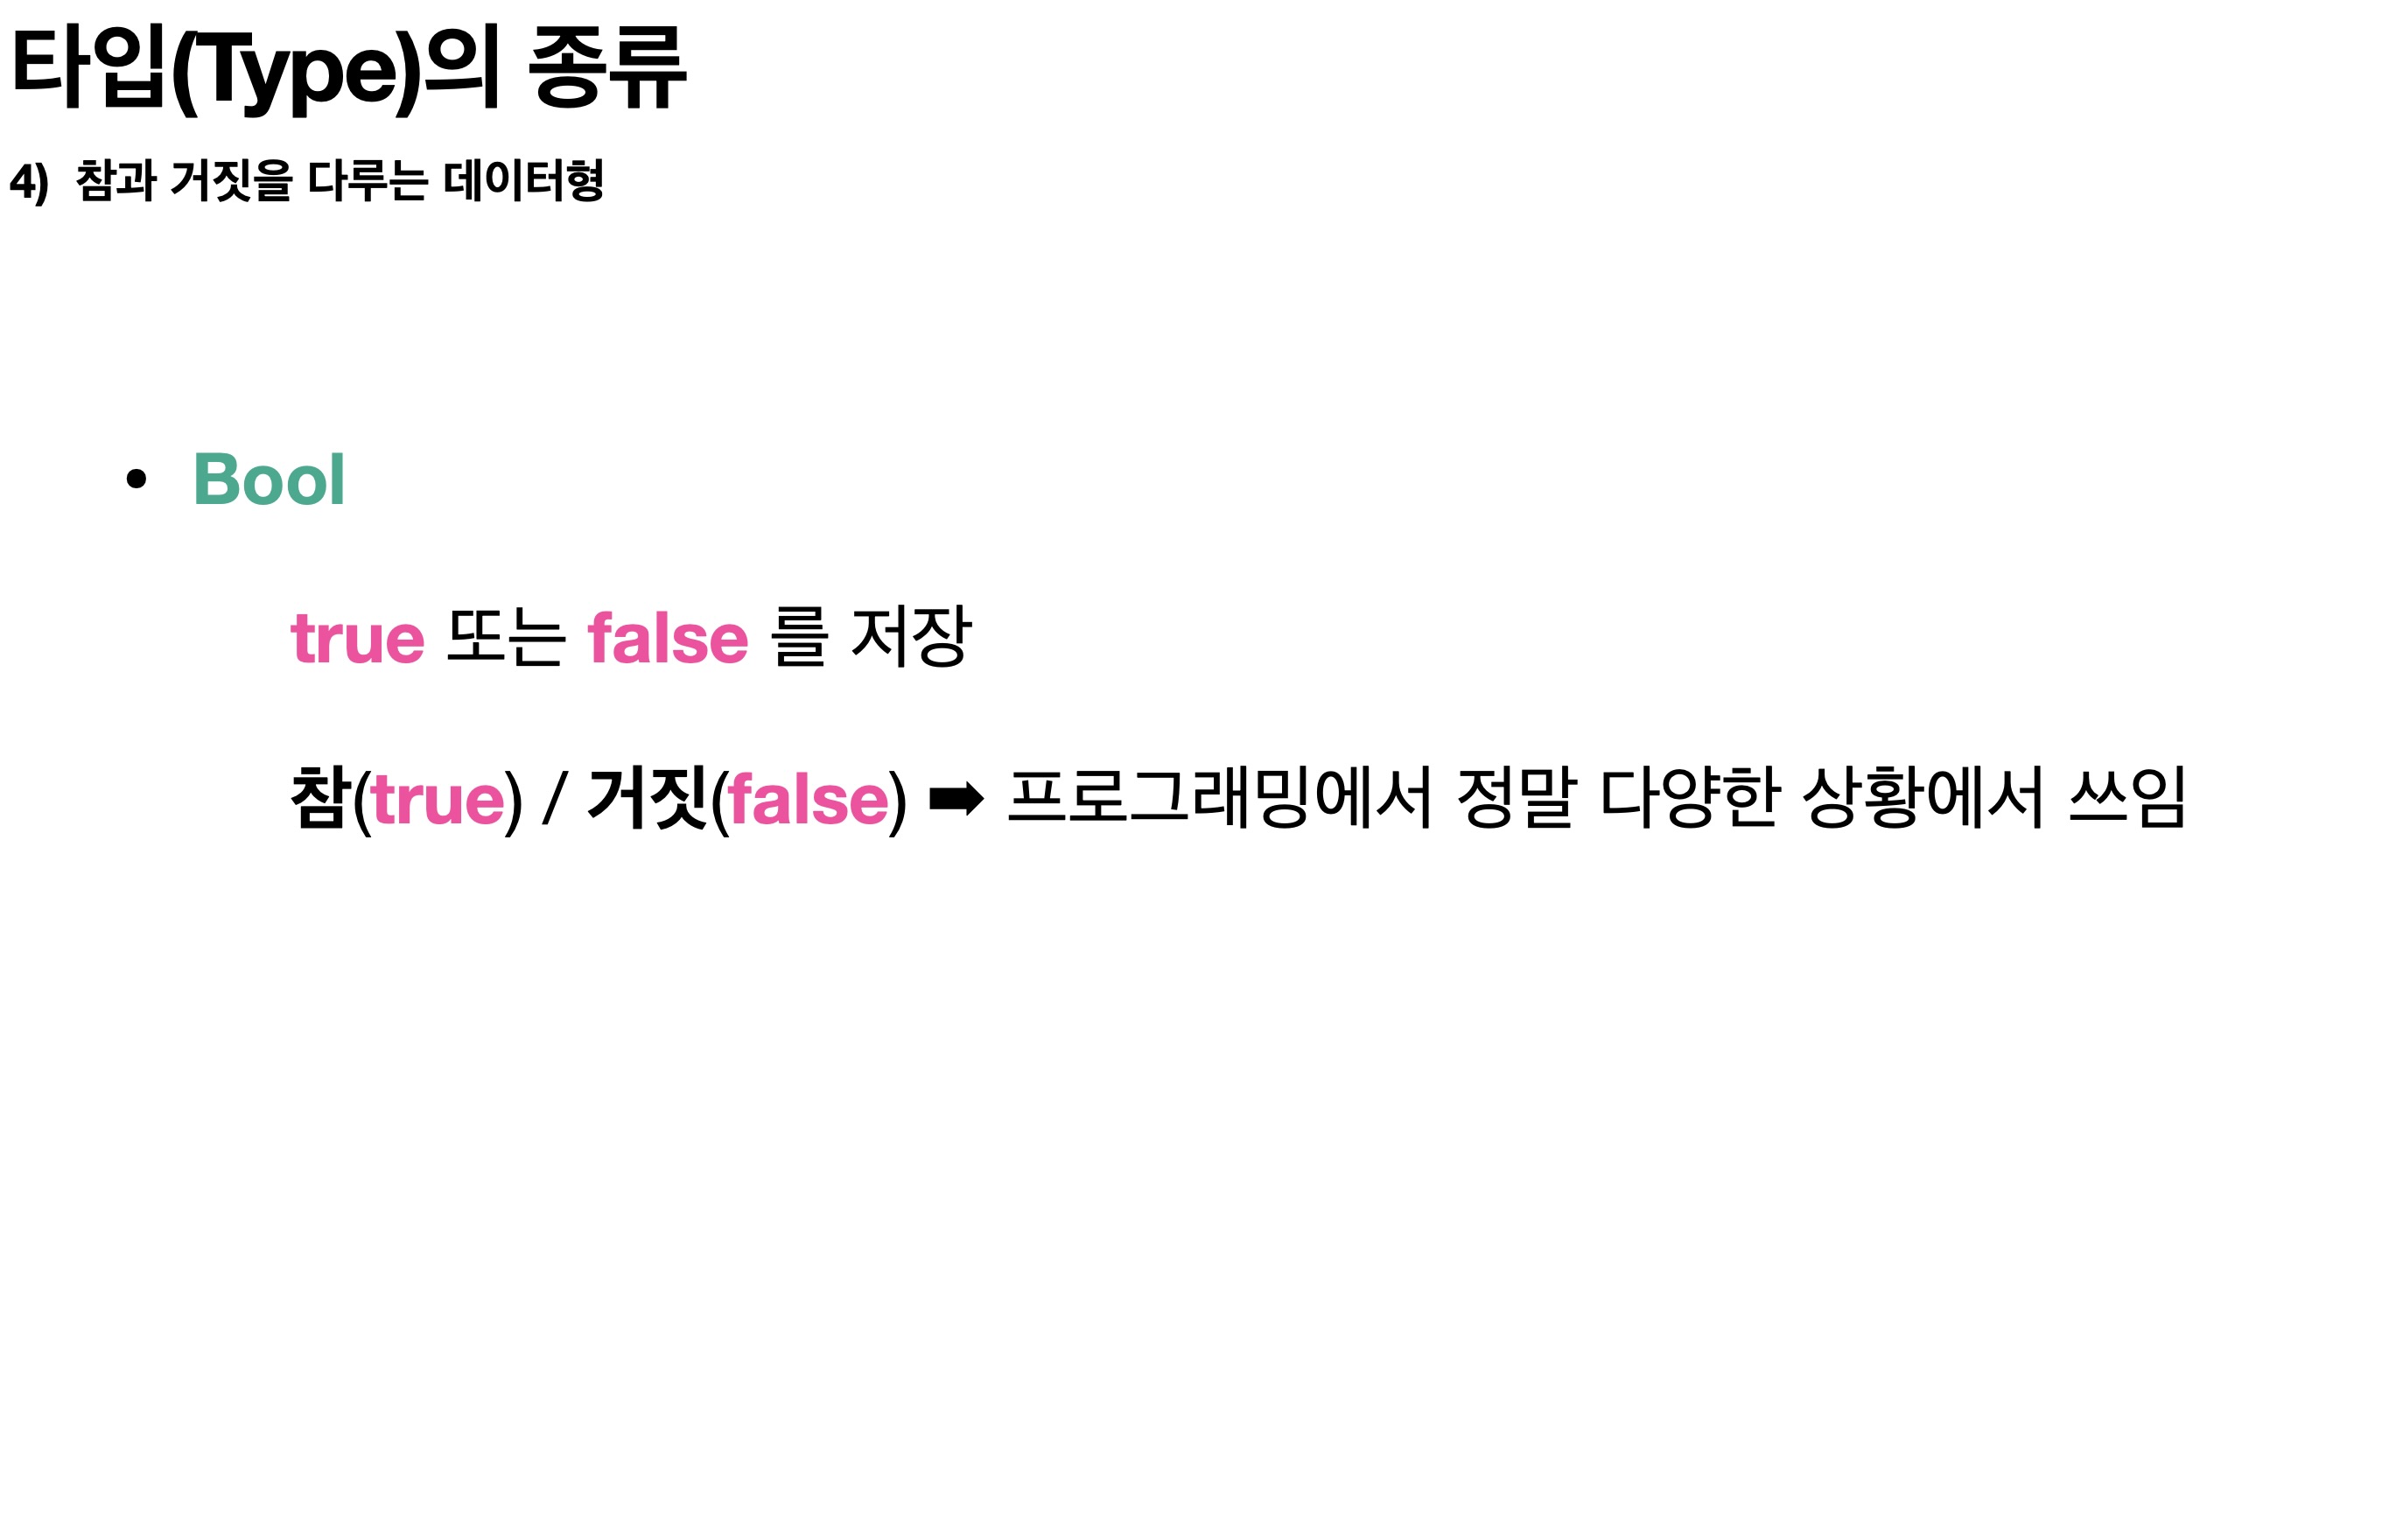 타입(Type)의 종류
4) 참과 거짓을 다루는 데이터형
• Bool
true 또는 false 를 저장
참(true) / 거짓(false) ➡ 프로그래밍에서 정말 다양한 상황에서 쓰임